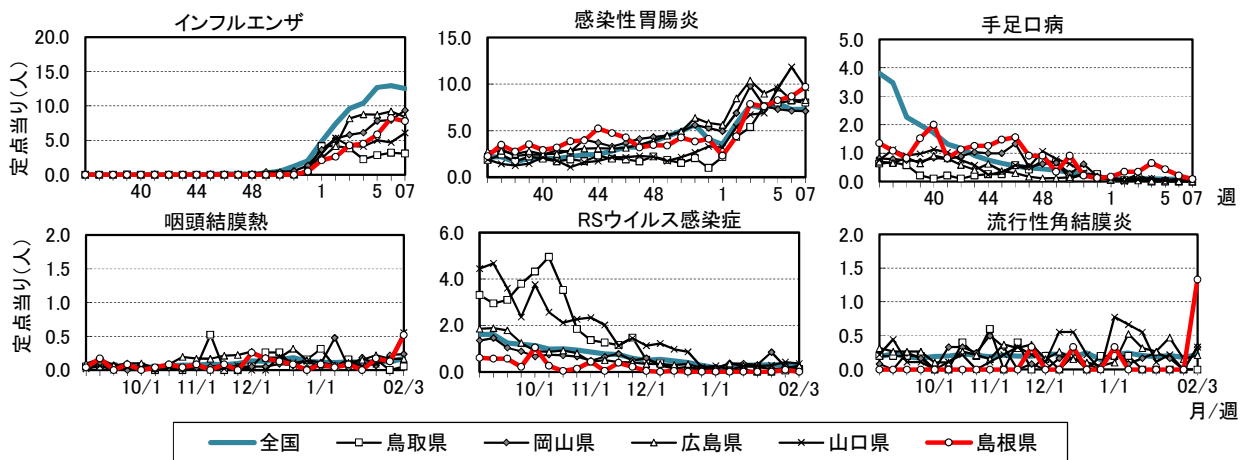 インフルエンザ
定点当り(人)
20.0
15.0
10.0
5.0
0.0
40 44 48 1 5 07
感染性胃腸炎
15.0
10.0
5.0
0.0
40 44 48 1 5 07
手足口病
5.0
4.0
3.0
2.0
1.0
0.0
40 44 48 1 5 07 週
咽頭結膜熱
定点当り(人)
2.0
1.5
1.0
0.5
0.0
10/1 11/1 12/1 1/1 02/3
RSウイルス感染症
6.0
4.0
2.0
0.0
10/1 11/1 12/1 1/1 02/3
流行性角結膜炎
2.0
1.5
1.0
0.5
0.0
10/1 11/1 12/1 1/1 02/3
月/週
全国 鳥取県 岡山県 広島県 山口県 島根県